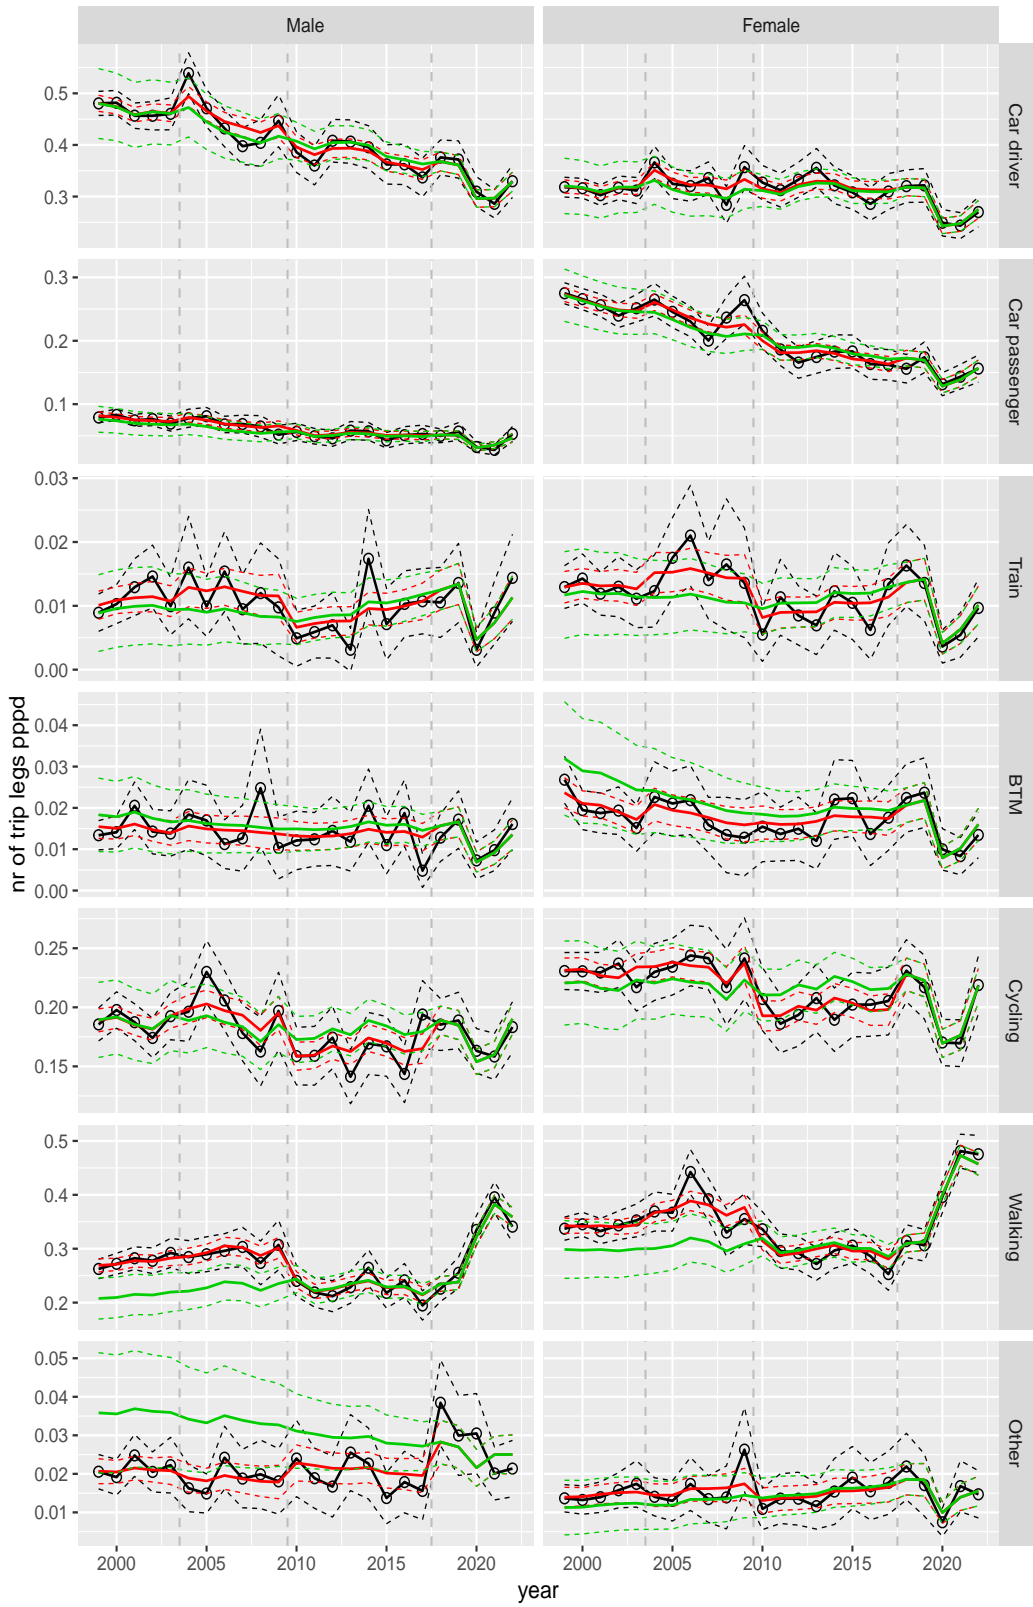 Male Female
0.5
0.4
0.3
Car driver
0.3
0.2
0.1
Car passenger
0.03
0.02
0.01
0.00
Train
0.04
0.03
0.02
0.01
0.00
BTM
nr of trip legs pppd
0.25
0.20
0.15
Cycling
0.5
0.4
0.3
0.2
Walking
0.05
0.04
0.03
0.02
0.01
Other
2000 2005 2010 2015 2020 2000 2005 2010 2015 2020
year